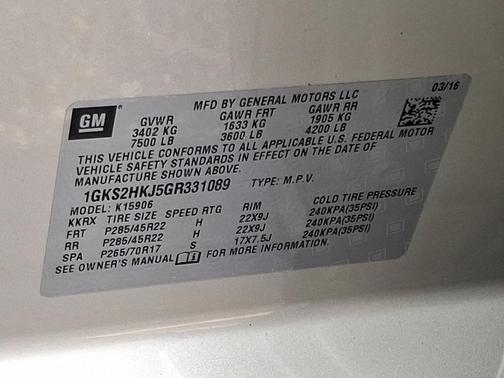 MFD BY GENERAL MOTORS LLC
03/16
GM
GVWR GAWR FRT GAWR RR
3402 KG 1633 KG 1905 KG
7500 LB 3600 LB 4200 LB
THIS VEHICLE CONFORMS TO ALL APPLICABLE U.S. FEDERAL MOTOR
VEHICLE SAFETY STANDARDS IN EFFECT ON THE DATE OF
MANUFACTURE SHOWN ABOVE.
1GKS2HKJ5GR331089 TYPE: M.P.V.
MODEL: K15906
KKRX TIRE SIZE SPEED RTG RIM COLD TIRE PRESSURE
FRT P285/45R22 H 22X9J 240KPA(35PSI)
RR P285/45R22 H 22X9J 240KPA(35PSI)
SPA P265/70R17 S 17X7.5J 240KPA(35PSI)
SEE OWNER'S MANUAL FOR MORE INFORMATION.